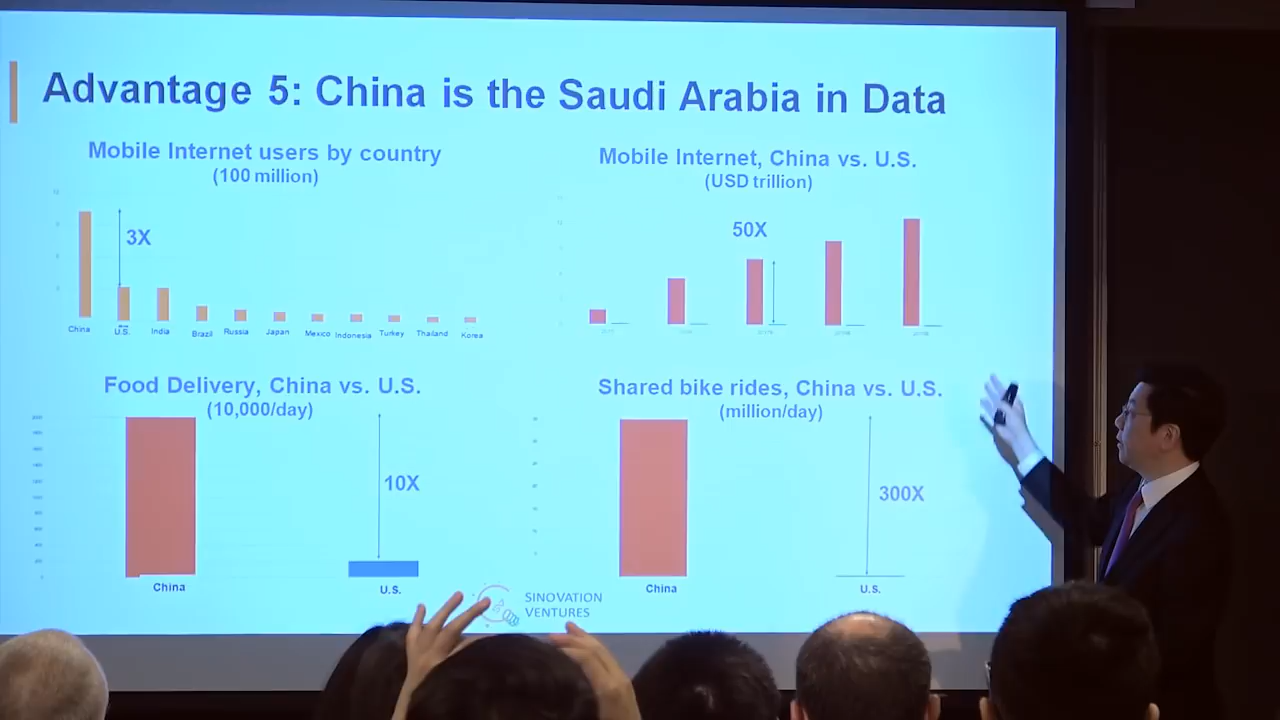 Advantage 5: China is the Saudi Arabia in Data
Mobile Internet users by country
(100 million)
3X
China
U.S.
India
Brazil
Russia
Japan
Mexico
Indonesia
Turkey
Thailand
Korea
Mobile Internet, China vs. U.S.
(USD trillion)
50X
Food Delivery, China vs. U.S.
(10,000/day)
10X
China
U.S.
Shared bike rides, China vs. U.S.
(million/day)
300X
China
U.S.
SINOVATION
VENTURES